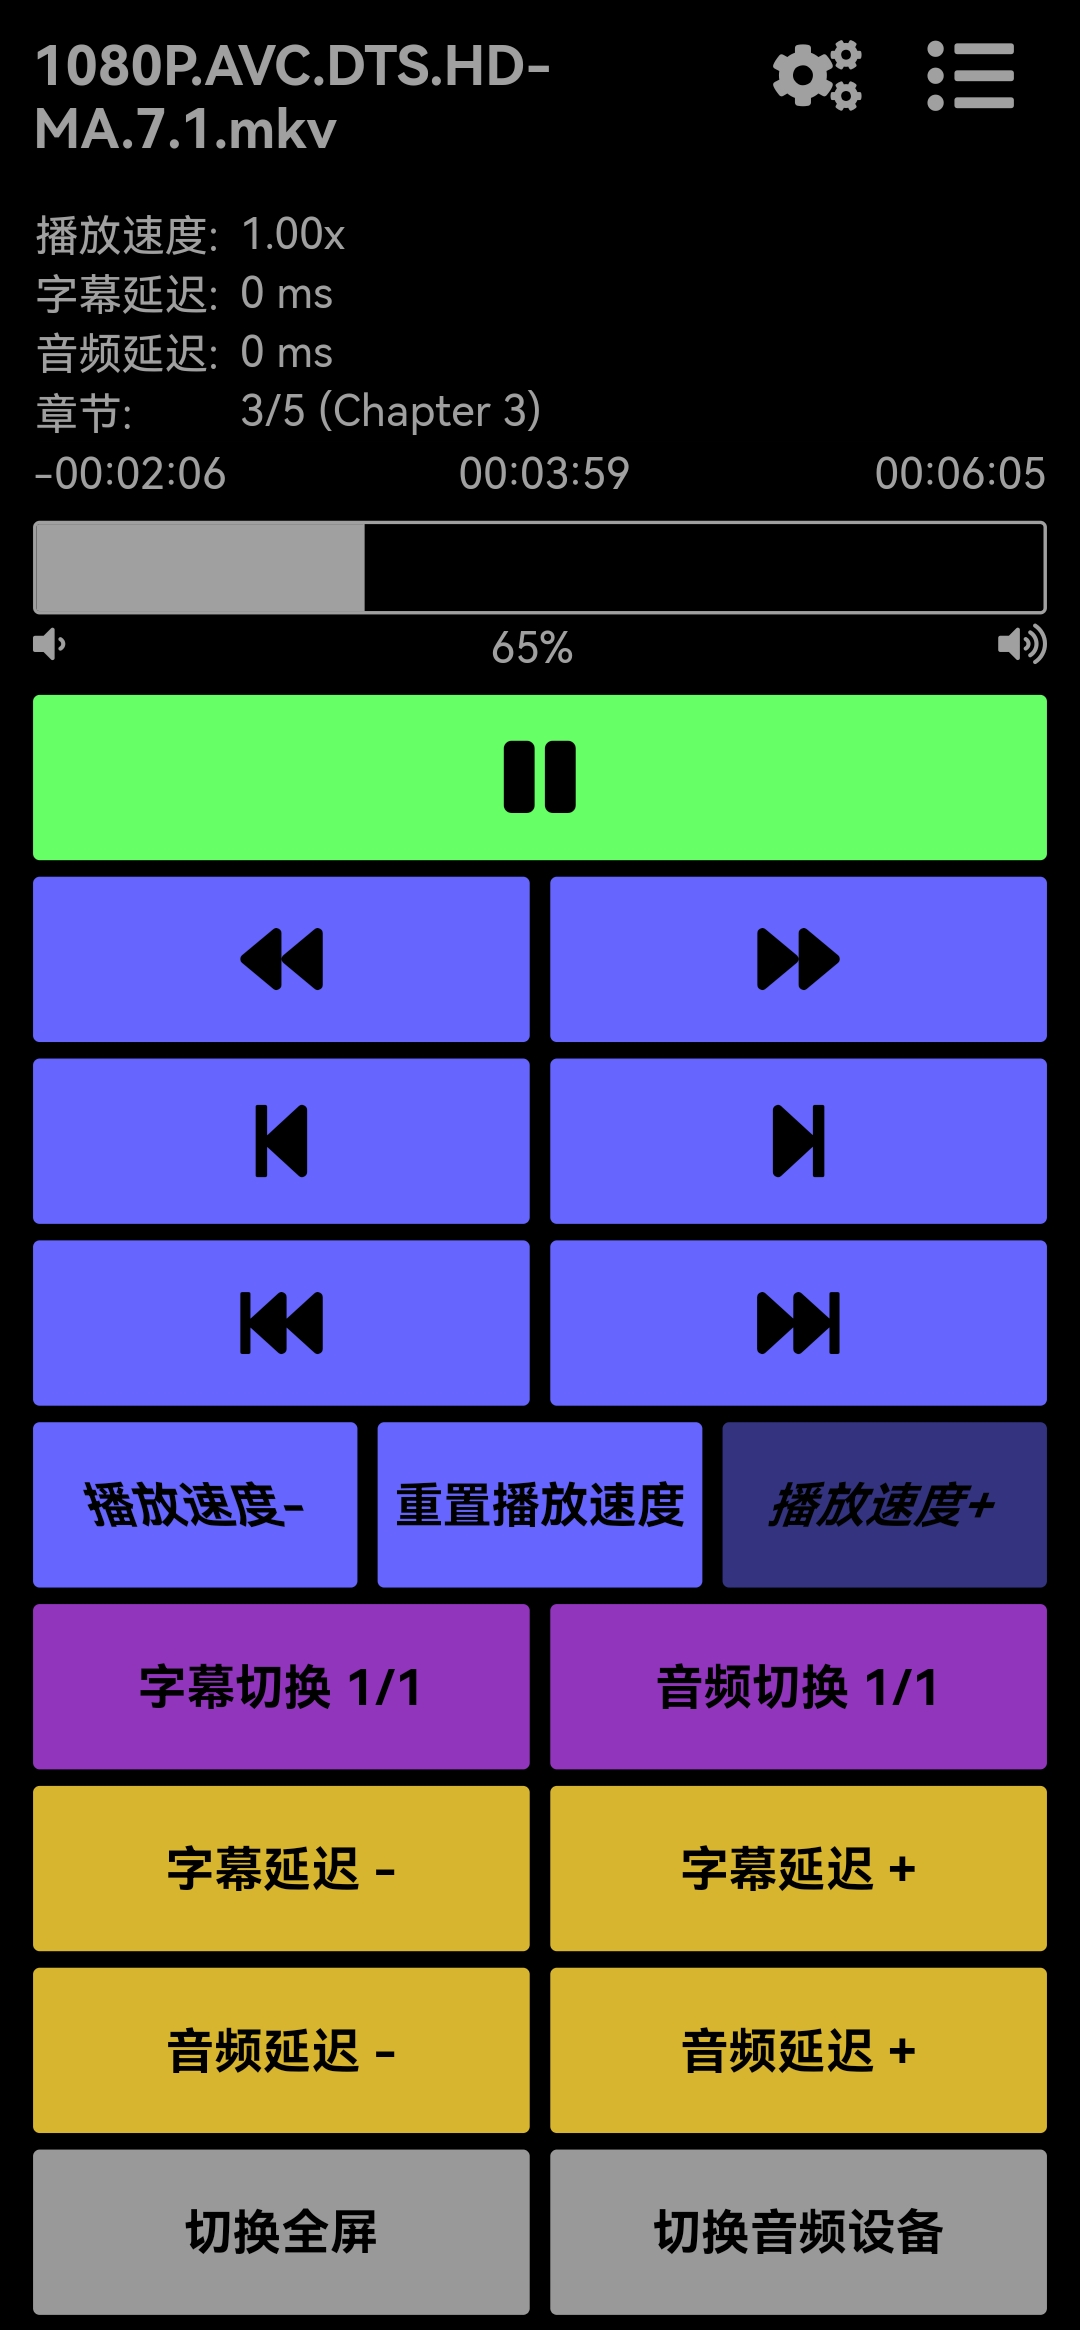 1080P.AVC.DTS.HD-
MA.7.1.mkv
播放速度: 1.00x
字幕延迟: 0 ms
音频延迟: 0 ms
章节: 3/5 (Chapter 3)
-00:02:06 00:03:59 00:06:05
65%
播放速度-
重置播放速度
播放速度+
字幕切换 1/1
音频切换 1/1
字幕延迟 -
字幕延迟 +
音频延迟 -
音频延迟 +
切换全屏
切换音频设备